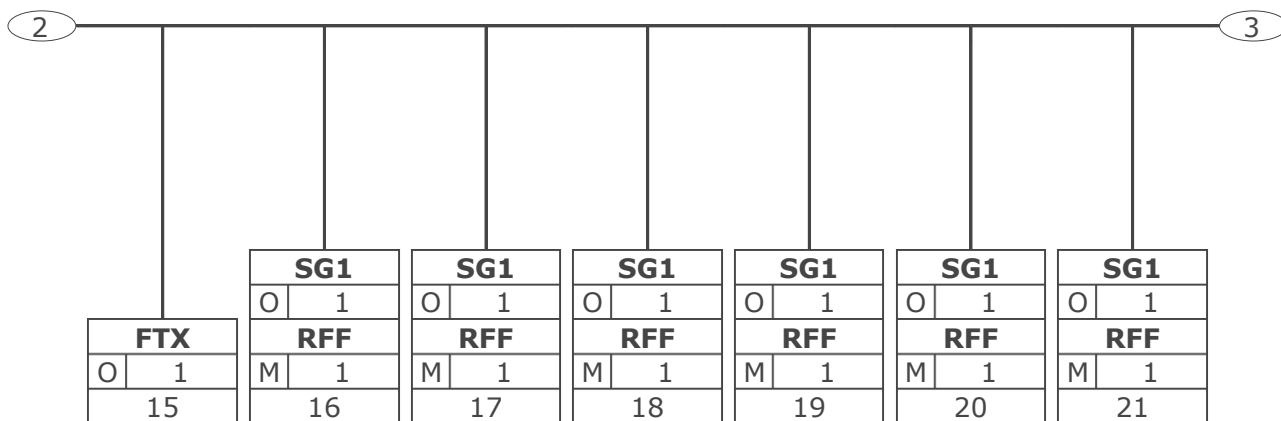 2 3
SG1 SG1 SG1 SG1 SG1 SG1
O 1 O 1 O 1 O 1 O 1 O 1
FTX RFF RFF RFF RFF RFF RFF
O 1 M 1 M 1 M 1 M 1 M 1 M 1
15 16 17 18 19 20 21